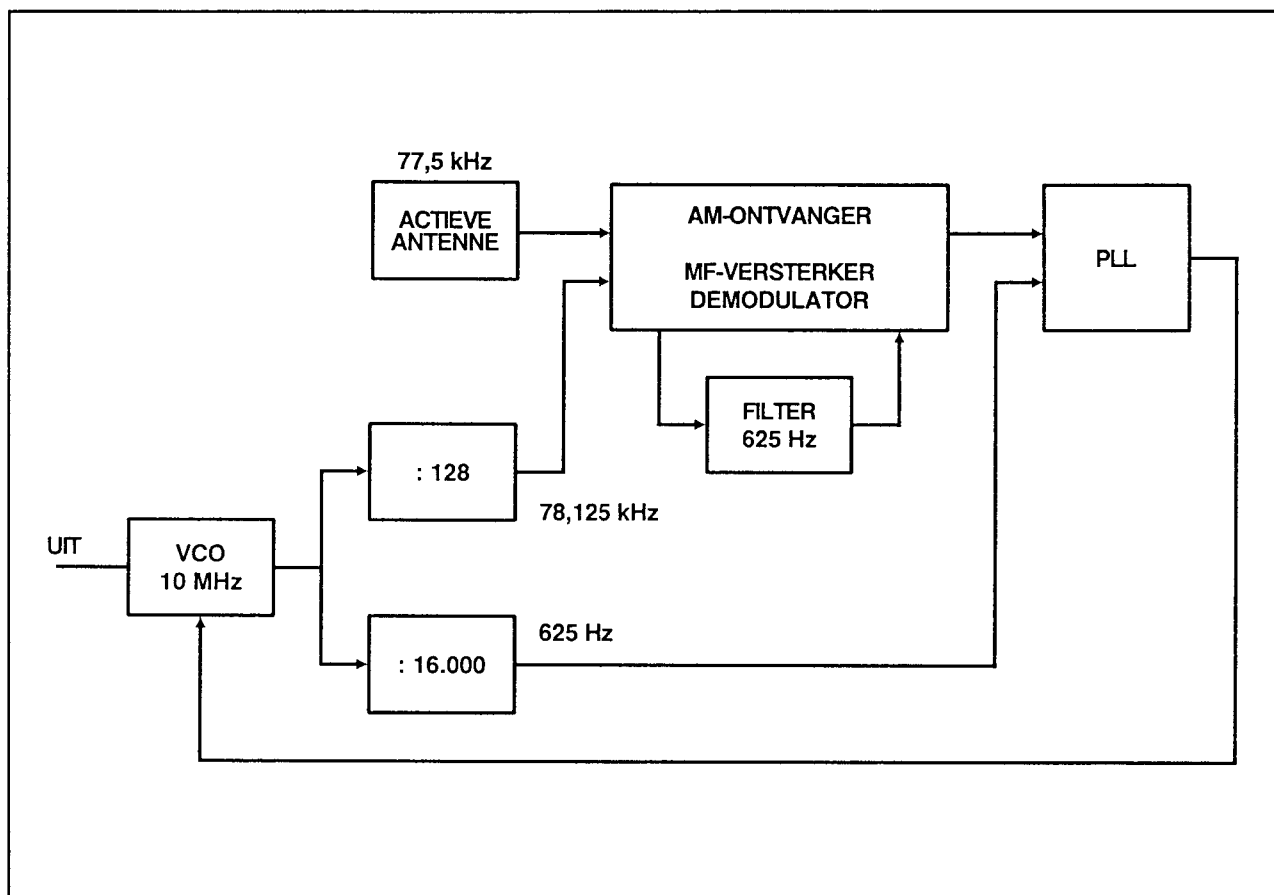 77,5 kHz
ACTIEVE
ANTENNE
AM-ONTVANGER
MF-VERSTERKER
DEMODULATOR
PLL
FILTER
625 Hz
: 128
78,125 kHz
UIT
VCO
10 MHz
625 Hz
: 16.000